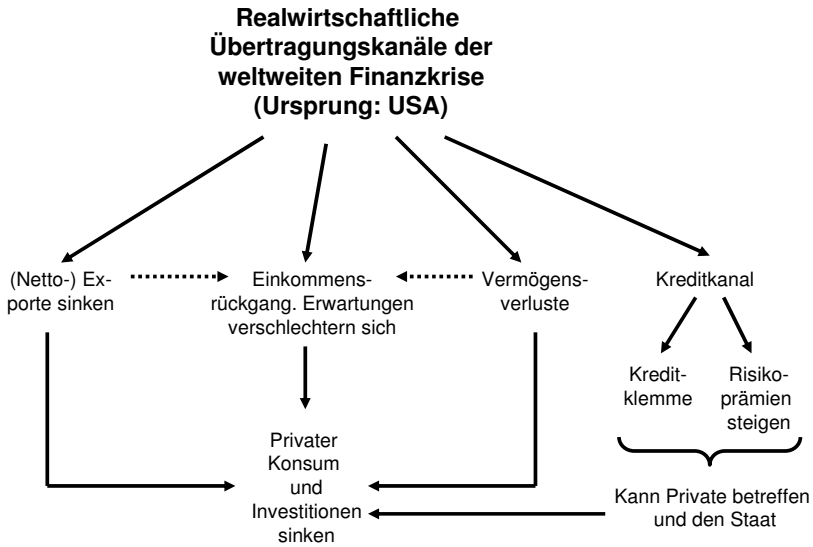 Realwirtschaftliche
Übertragungskanäle der
weltweiten Finanzkrise
(Ursprung: USA)
(Netto-) Ex-
porte sinken
Einkommens-
rückgang. Erwartungen
verschlechtern sich
Vermögens-
verluste
Kreditkanal
Kredit-
klemme
Risiko-
prämien
steigen
Privater
Konsum
und
Investitionen
sinken
Kann Private betreffen
und den Staat